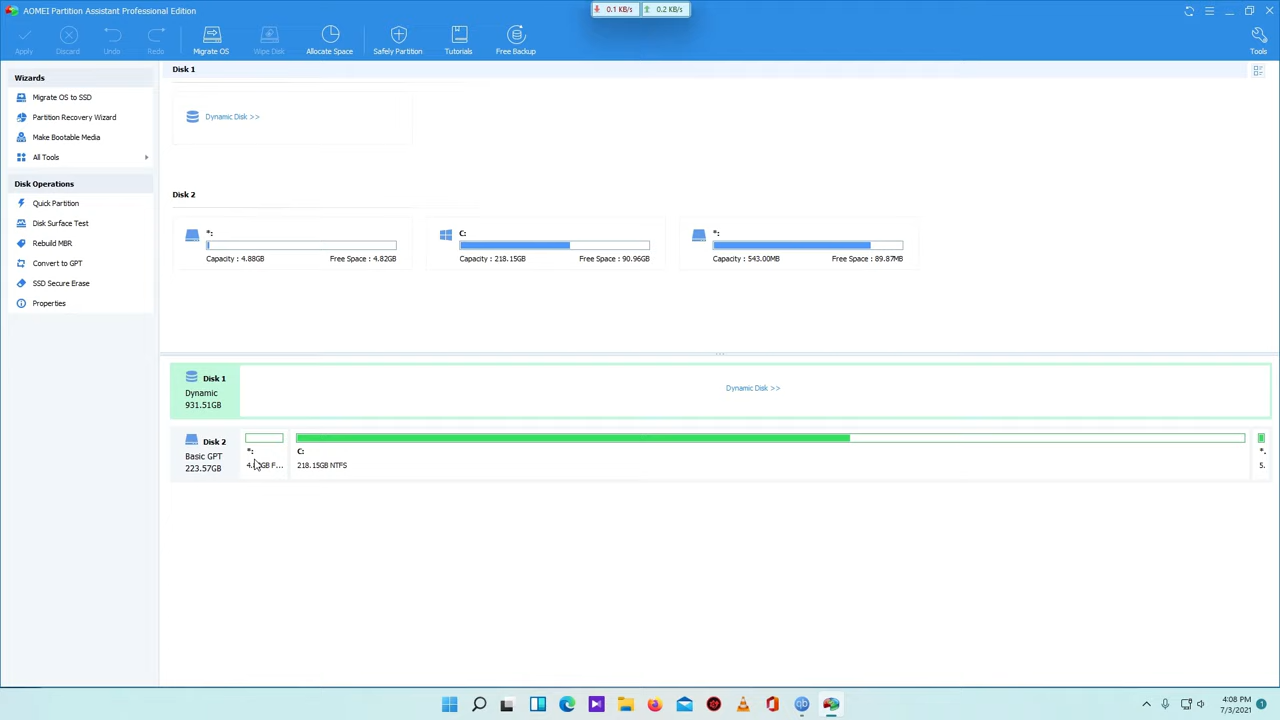 AOMEI Partition Assistant Professional Edition
0.1 KB/s
0.2 KB/s
Apply
Discard
Undo
Redo
Migrate OS
Wipe Disk
Allocate Space
Safely Partition
Tutorials
Free Backup
Tools
Wizards
Migrate OS to SSD
Partition Recovery Wizard
Make Bootable Media
All Tools
Disk Operations
Quick Partition
Disk Surface Test
Rebuild MBR
Convert to GPT
SSD Secure Erase
Properties
Disk 1
Dynamic Disk >>
Disk 2
*:
Capacity : 4.88GB Free Space : 4.82GB
C:
Capacity : 218.15GB Free Space : 90.96GB
*:
Capacity : 543.00MB Free Space : 89.87MB
Disk 1
Dynamic
931.51GB
Dynamic Disk >>
Disk 2
Basic GPT
223.57GB
*:
F...
C:
218.15GB NTFS
*.
5.
qb
4:08 PM
7/3/2021
1